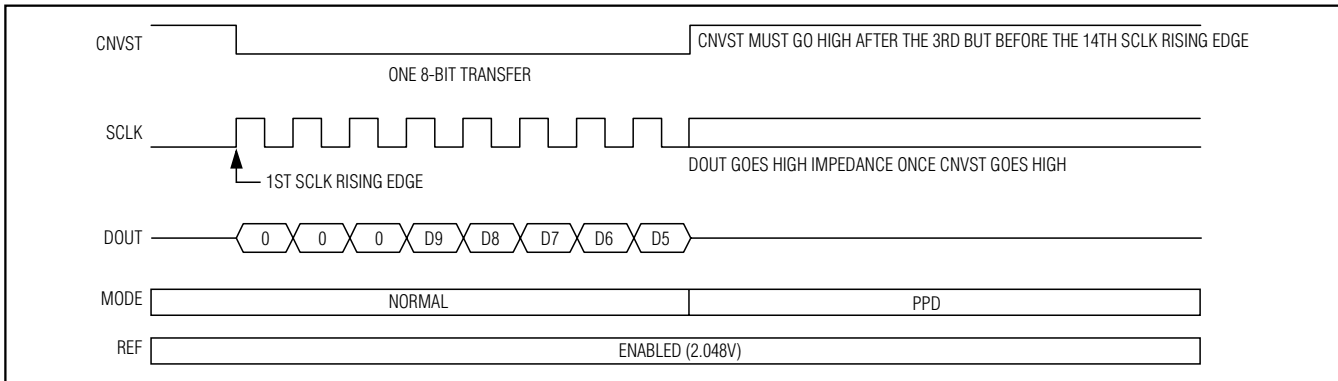 CNVST
CNVST MUST GO HIGH AFTER THE 3RD BUT BEFORE THE 14TH SCLK RISING EDGE
ONE 8-BIT TRANSFER
SCLK
DOUT GOES HIGH IMPEDANCE ONCE CNVST GOES HIGH
1ST SCLK RISING EDGE
DOUT
0 0 0 D9 D8 D7 D6 D5
MODE
NORMAL
PPD
REF
ENABLED (2.048V)